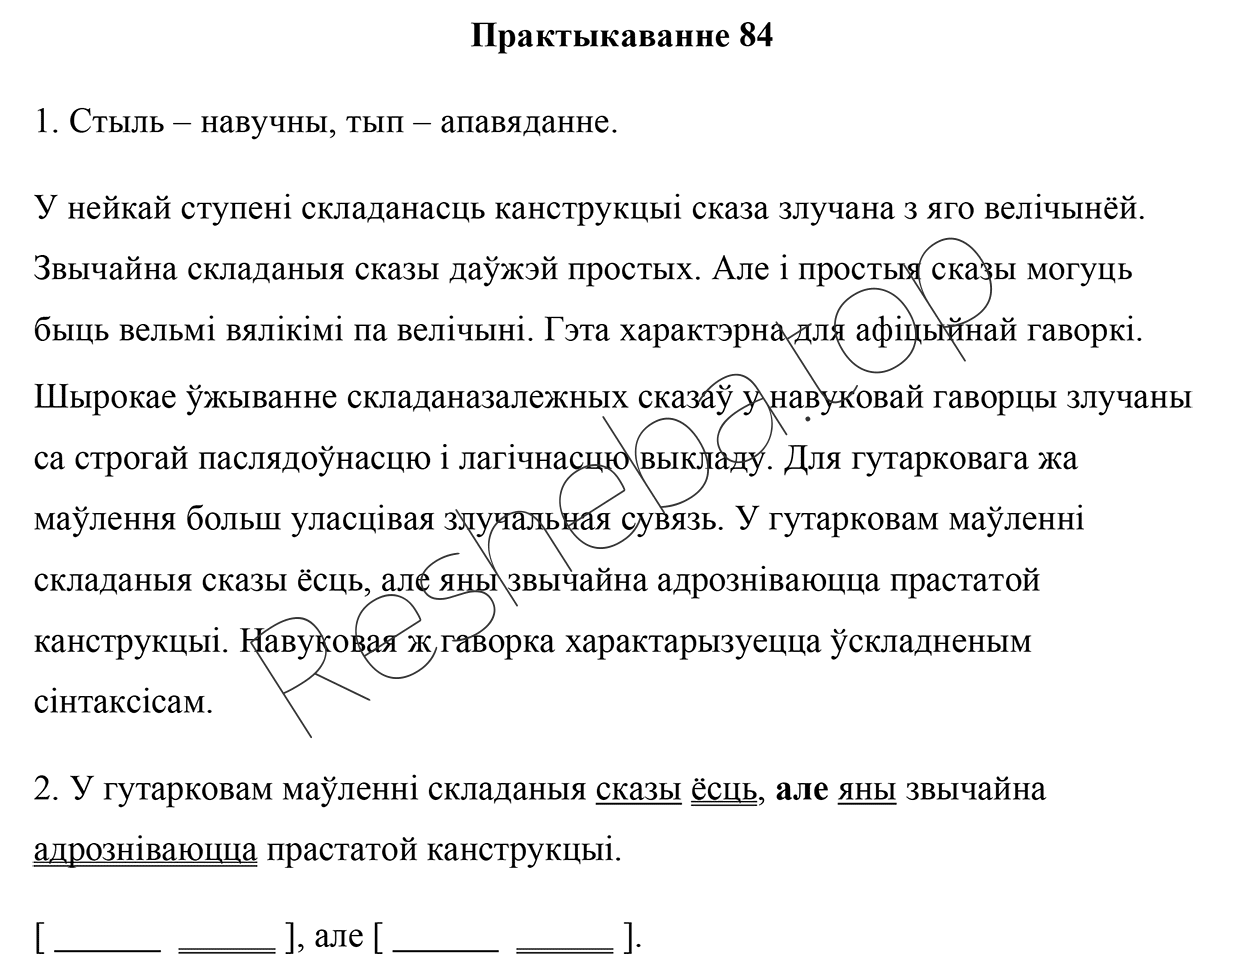 Практыкаванне 84
1. Стыль – навучны, тып – апавяданне.
У нейкай ступені складанасць канструкцыі сказа злучана з яго велічынёй.
Звычайна складаныя сказы даўжэй простых. Але і простыя сказы могуць
быць вельмі вялікімі па велічыні. Гэта характэрна для афіцыйнай гаворкі.
Шырокае ўжыванне складаназалежных сказаў у навуковай гаворцы злучаны
са строгай паслядоўнасцю і лагічнасцю выкладу. Для гутарковага жа
маўлення больш уласцівая злучальная сувязь. У гутарковам маўленні
складаныя сказы ёсць, але яны звычайна адрозніваюцца прастатой
канструкцыі. Навуковая ж гаворка характарызуецца ўскладненым
сінтаксісам.
2. У гутарковам маўленні складаныя сказы ёсць, але яны звычайна
адрозніваюцца прастатой канструкцыі.
[ ______ ______ ], але [ ______ ______ ].
Resheba.top